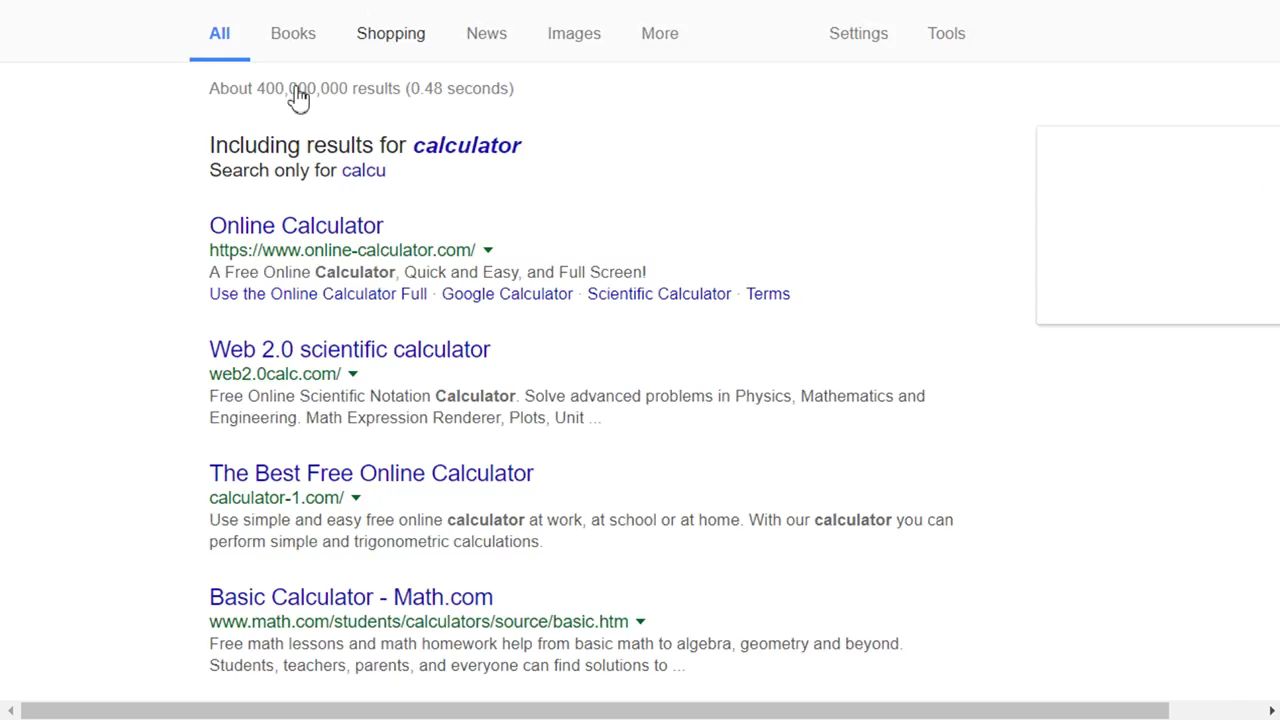 All Books Shopping News Images More Settings Tools
About 400,000,000 results (0.48 seconds)
Including results for calculator
Search only for calcu
Online Calculator
https://www.online-calculator.com/
A Free Online Calculator, Quick and Easy, and Full Screen!
Use the Online Calculator Full · Google Calculator · Scientific Calculator · Terms
Web 2.0 scientific calculator
web2.0calc.com/
Free Online Scientific Notation Calculator. Solve advanced problems in Physics, Mathematics and
Engineering. Math Expression Renderer, Plots, Unit ...
The Best Free Online Calculator
calculator-1.com/
Use simple and easy free online calculator at work, at school or at home. With our calculator you can
perform simple and trigonometric calculations.
Basic Calculator - Math.com
www.math.com/students/calculators/source/basic.htm
Free math lessons and math homework help from basic math to algebra, geometry and beyond.
Students, teachers, parents, and everyone can find solutions to ...